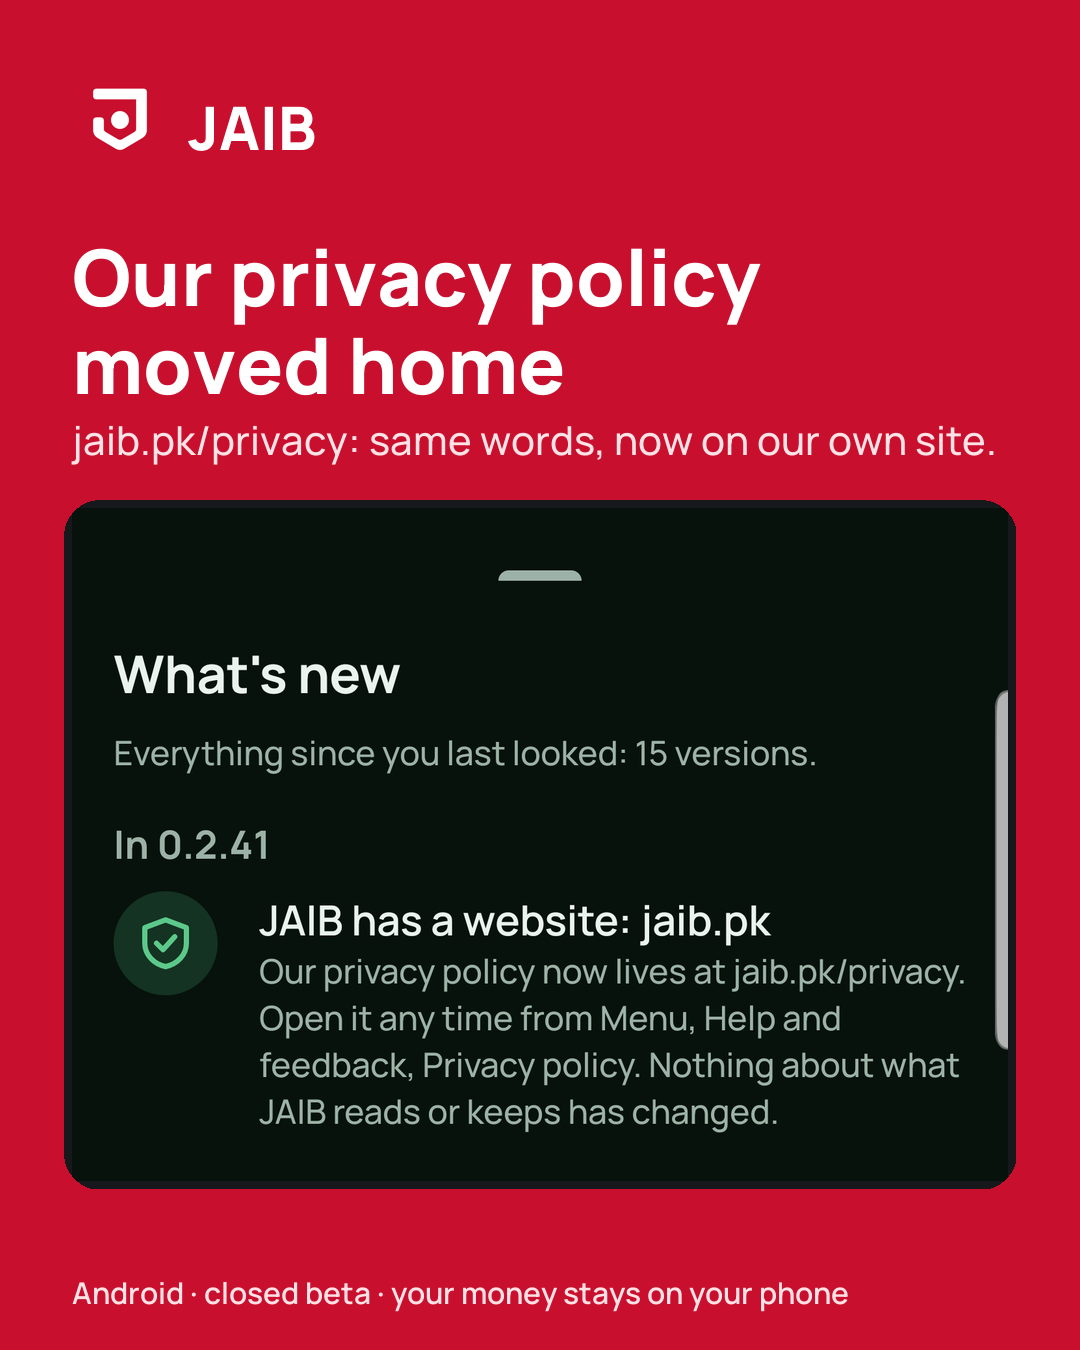 JAIB
Our privacy policy
moved home
jaib.pk/privacy: same words, now on our own site.
What's new
Everything since you last looked: 15 versions.
In 0.2.41
JAIB has a website: jaib.pk
Our privacy policy now lives at jaib.pk/privacy.
Open it any time from Menu, Help and
feedback, Privacy policy. Nothing about what
JAIB reads or keeps has changed.
Android · closed beta · your money stays on your phone